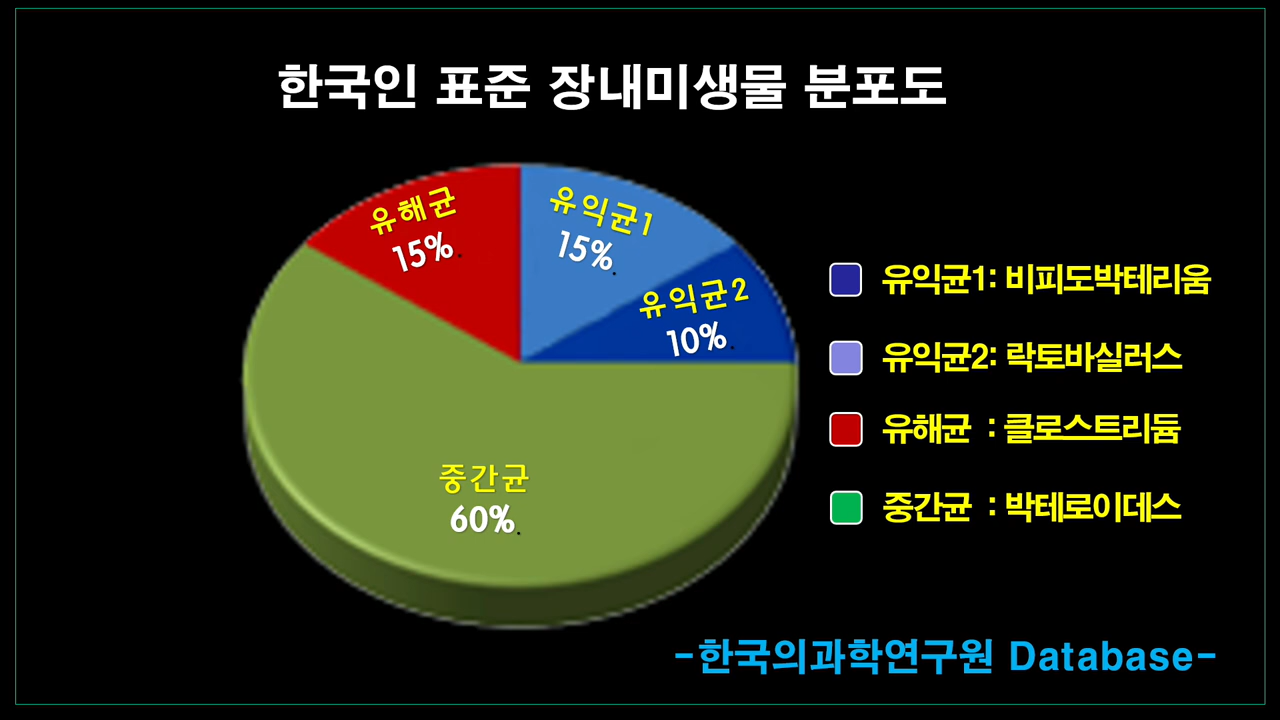 한국인 표준 장내미생물 분포도
유해균
15%.
유익균1
15%.
유익균2
10%.
중간균
60%.
유익균1: 비피도박테리움
유익균2: 락토바실러스
유해균 : 클로스트리듐
중간균 : 박테로이데스
-한국의과학연구원 Database-